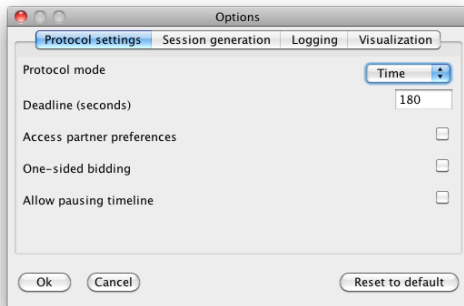 Options
Protocol settings Session generation Logging Visualization
Protocol mode Time
Deadline (seconds) 180
Access partner preferences
One-sided bidding
Allow pausing timeline
Ok Cancel Reset to default